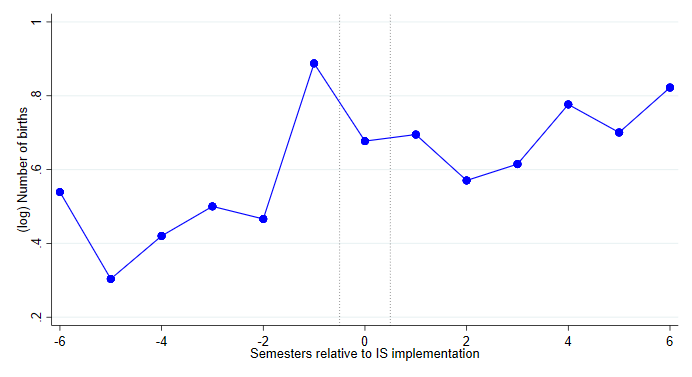 (log) Number of births
1
.8
.6
.4
.2
-6 -4 -2 0 2 4 6
Semesters relative to IS implementation